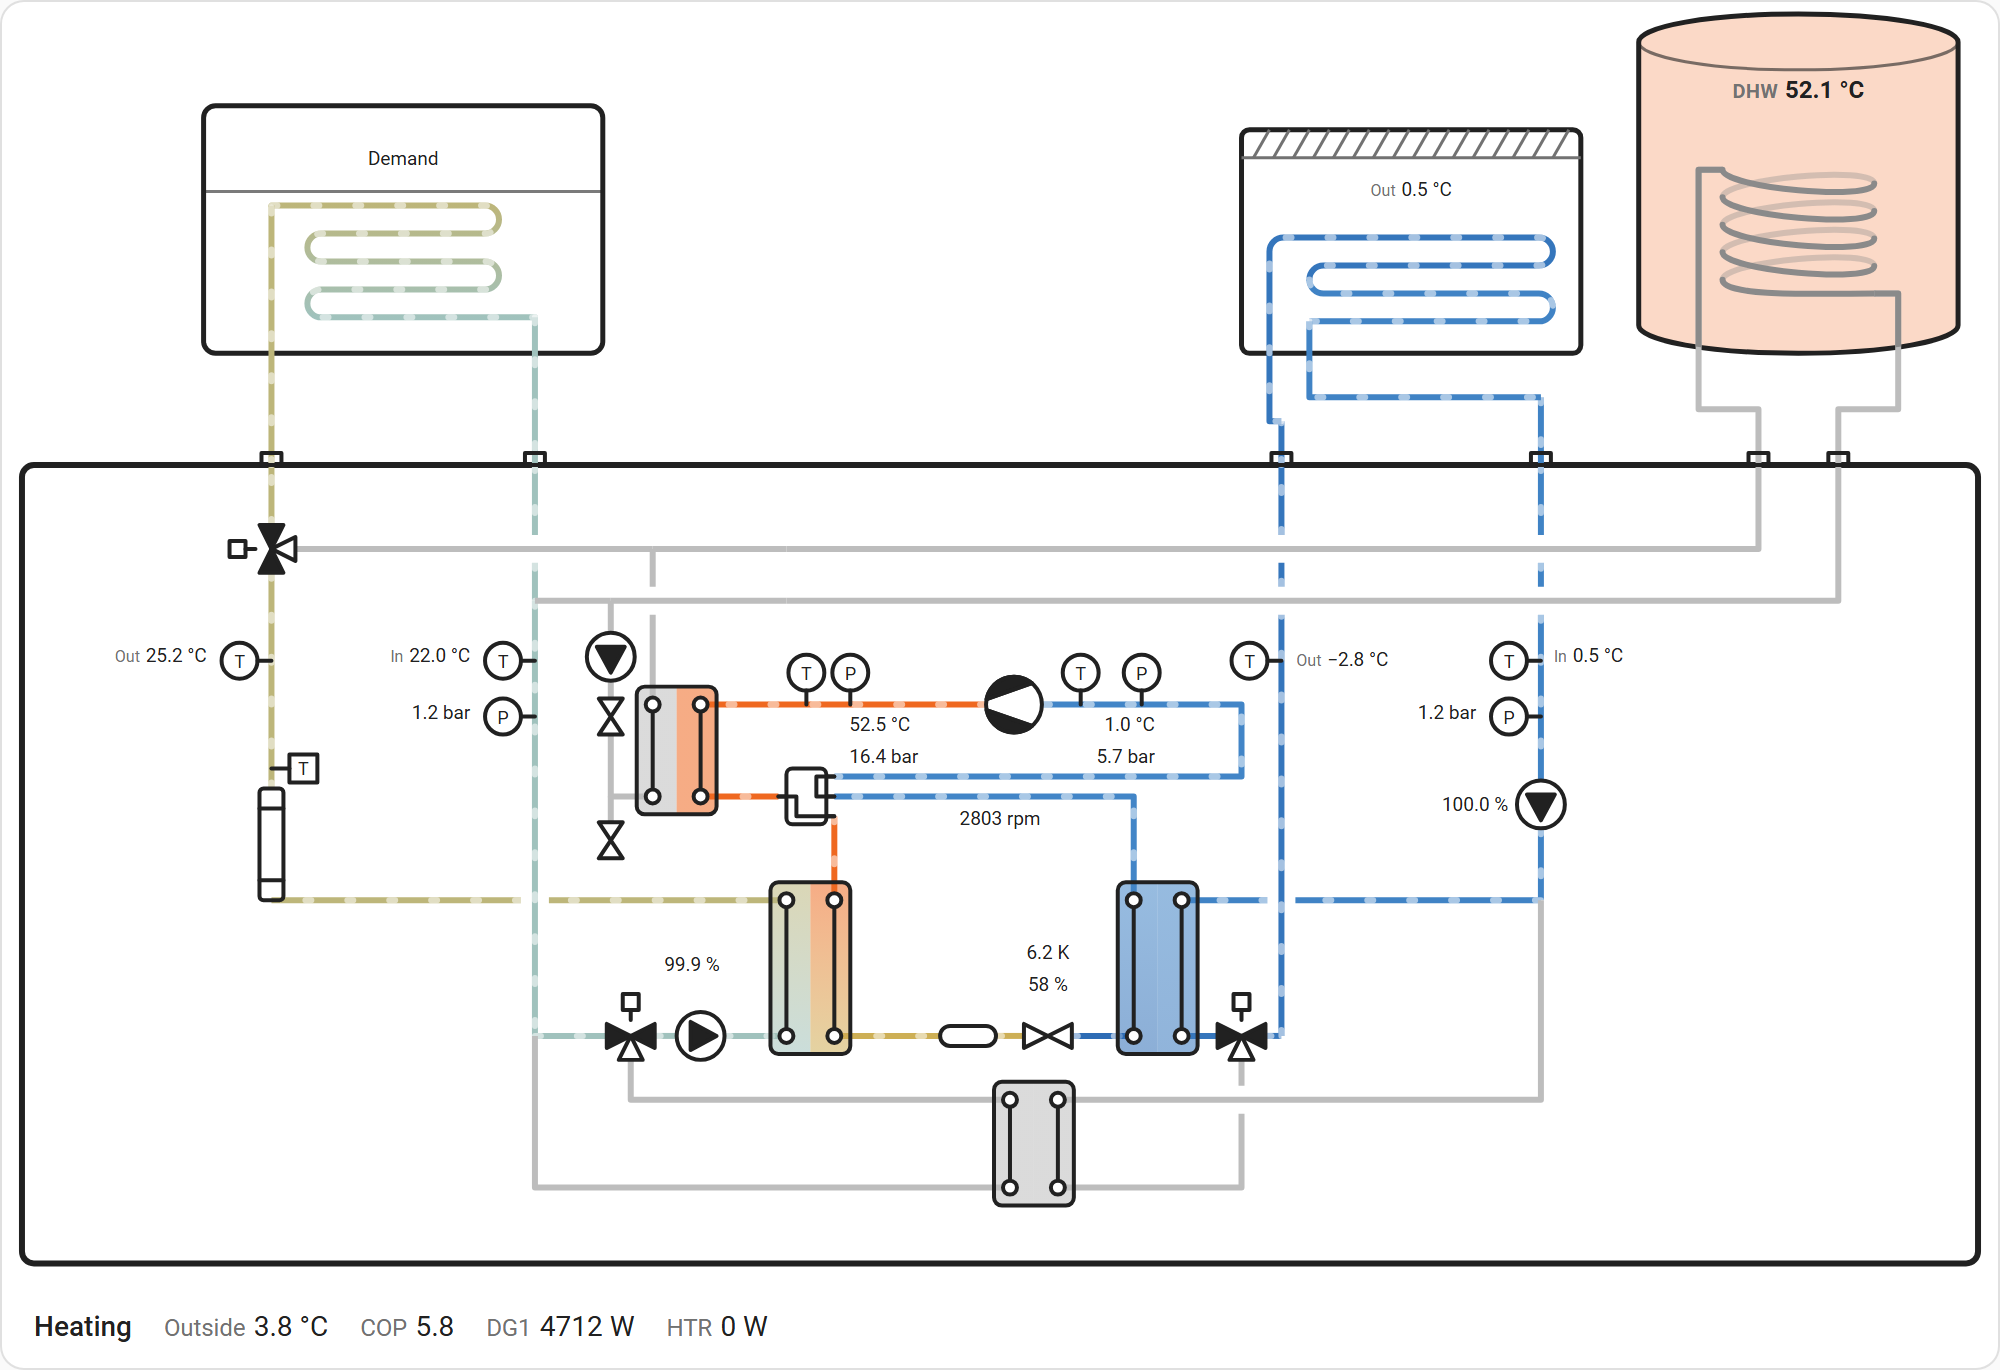 DHW 52.1 °C
Demand
Out 0.5 °C
Out 25.2 °C
T
In 22.0 °C
T
T
P
T
P
T
Out −2.8 °C
T
In 0.5 °C
1.2 bar
P
52.5 °C
1.0 °C
1.2 bar
P
16.4 bar
5.7 bar
T
100.0 %
2803 rpm
6.2 K
99.9 %
58 %
Heating Outside 3.8 °C COP 5.8 DG1 4712 W HTR 0 W